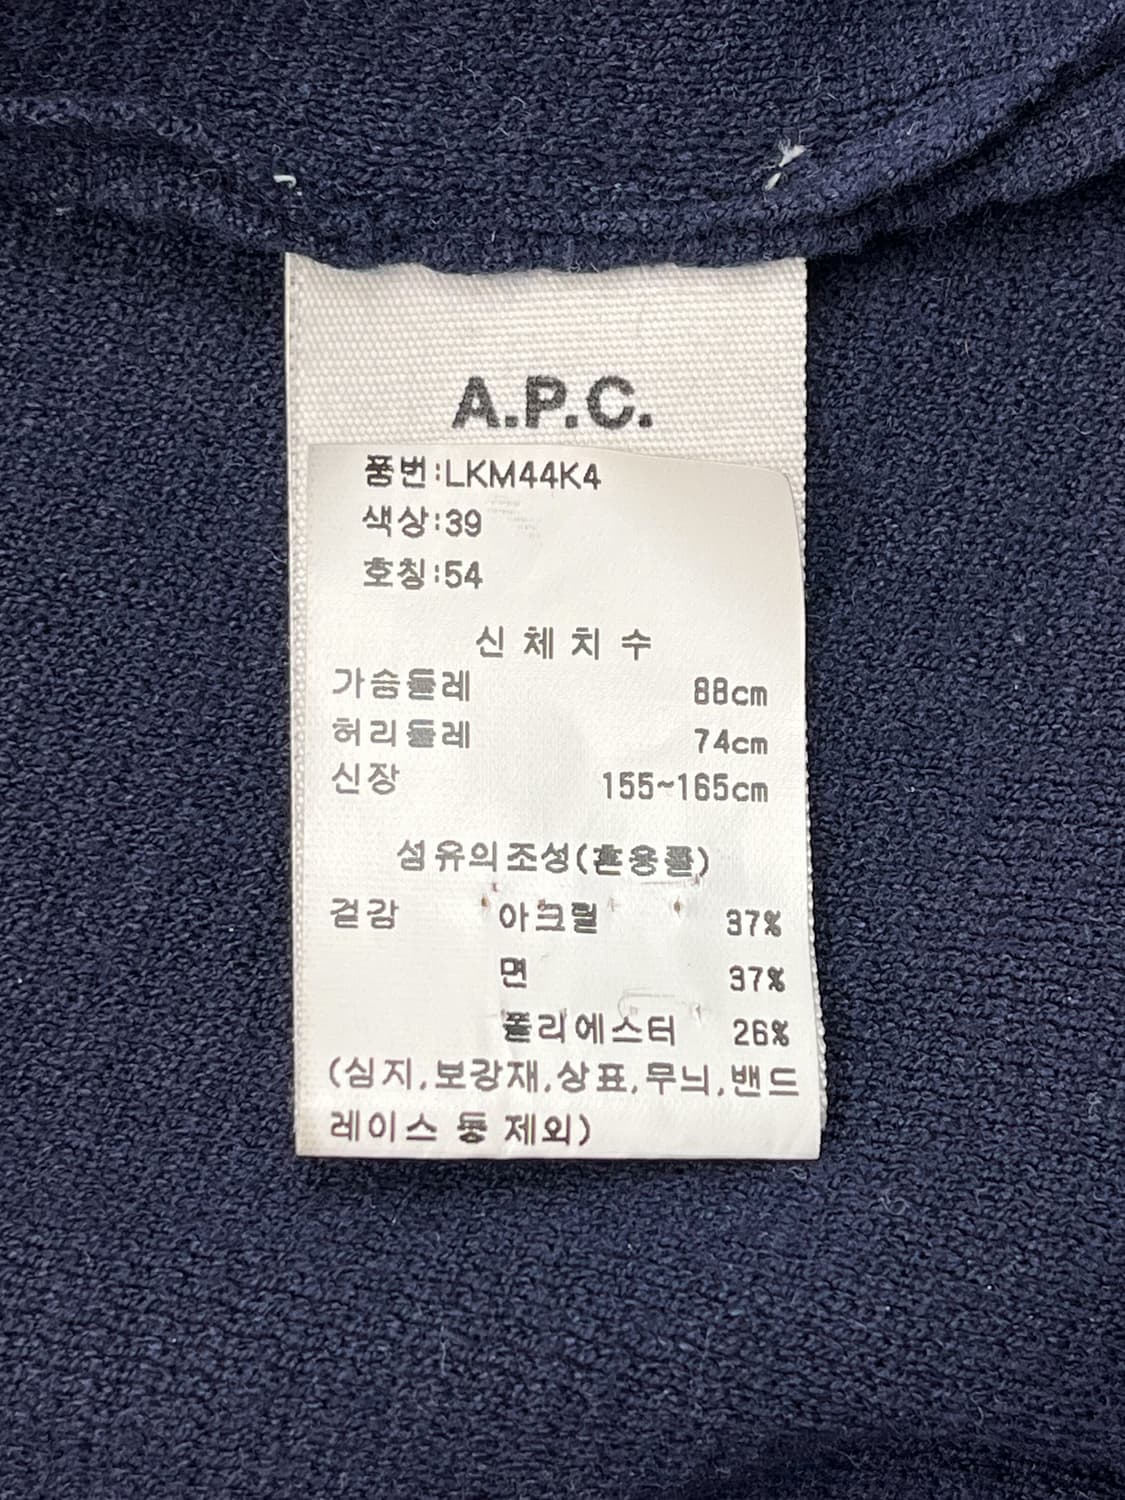 A.P.C.
품번:LKM44K4
색상:39
호칭:54
신 체 치 수
가슴둘레 88cm
허리둘레 74cm
신장 155~165cm
섬유의조성(혼용률)
겉감 아크릴 37%
면 37%
폴리에스터 26%
(심지,보강재,상표,무늬,밴드
레이스 등 제외)